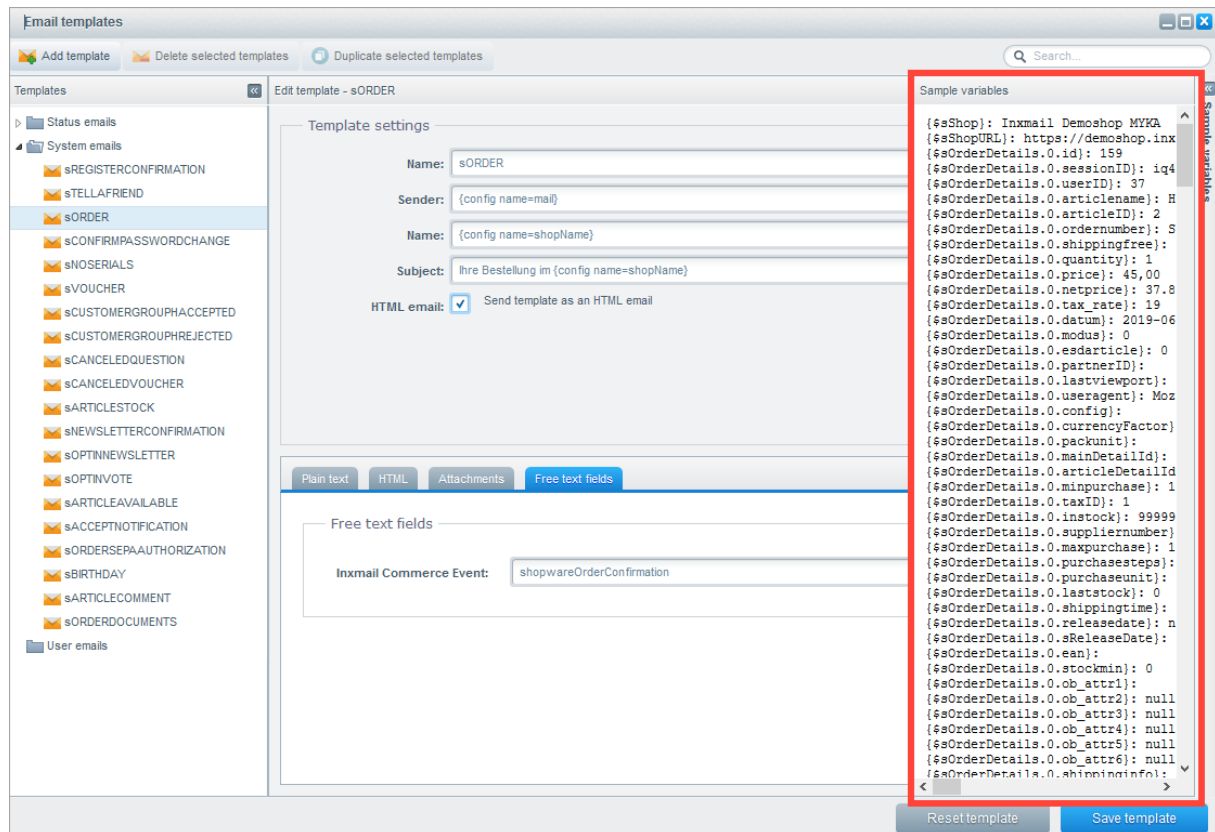 Email templates
Add template
Delete selected templates
Duplicate selected templates
Search...
Templates
Status emails
System emails
sREGISTERCONFIRMATION
sTELLAFRIEND
sORDER
sCONFIRMPASSWORDCHANGE
sNOSERIALS
sVOUCHER
sCUSTOMERGROUPHACCEPTED
sCUSTOMERGROUPHREJECTED
sCANCELEDQUESTION
sCANCELEDVOUCHER
sARTICLESTOCK
sNEWSLETTERCONFIRMATION
sOPTINNEWSLETTER
sOPTINVOTE
sARTICLEAVAILABLE
sACCEPTNOTIFICATION
sORDERSEPAAUTHORIZATION
sBIRTHDAY
sARTICLECOMMENT
sORDERDOCUMENTS
User emails
Edit template - sORDER
Template settings
Name: sORDER
Sender: {config name=mail}
Name: {config name=shopName}
Subject: Ihre Bestellung im {config name=shopName}
HTML email: Send template as an HTML email
Plain text
HTML
Attachments
Free text fields
Free text fields
Inxmail Commerce Event: shopwareOrderConfirmation
Sample variables
{$sShop}: Inxmail Demoshop MYKA
{$sShopURL}: https://demoshop.inx
{$sOrderDetails.0.id}: 159
{$sOrderDetails.0.sessionID}: iq4
{$sOrderDetails.0.userID}: 37
{$sOrderDetails.0.articlename}: H
{$sOrderDetails.0.articleID}: 2
{$sOrderDetails.0.ordernumber}: S
{$sOrderDetails.0.shippingfree}:
{$sOrderDetails.0.quantity}: 1
{$sOrderDetails.0.price}: 45,00
{$sOrderDetails.0.netprice}: 37.8
{$sOrderDetails.0.tax_rate}: 19
{$sOrderDetails.0.datum}: 2019-06
{$sOrderDetails.0.modus}: 0
{$sOrderDetails.0.esdarticle}: 0
{$sOrderDetails.0.partnerID}:
{$sOrderDetails.0.lastviewport}:
{$sOrderDetails.0.useragent}: Moz
{$sOrderDetails.0.config}:
{$sOrderDetails.0.currencyFactor}
{$sOrderDetails.0.packunit}:
{$sOrderDetails.0.mainDetailId}:
{$sOrderDetails.0.articleDetailId
{$sOrderDetails.0.minpurchase}: 1
{$sOrderDetails.0.taxID}: 1
{$sOrderDetails.0.instock}: 99999
{$sOrderDetails.0.suppliernumber}
{$sOrderDetails.0.maxpurchase}: 1
{$sOrderDetails.0.purchasesteps}:
{$sOrderDetails.0.purchaseunit}:
{$sOrderDetails.0.laststock}: 0
{$sOrderDetails.0.shippingtime}:
{$sOrderDetails.0.releasedate}: n
{$sOrderDetails.0.sReleaseDate}:
{$sOrderDetails.0.ean}:
{$sOrderDetails.0.stockmin}: 0
{$sOrderDetails.0.ob_attr1}:
{$sOrderDetails.0.ob_attr2}: null
{$sOrderDetails.0.ob_attr3}: null
{$sOrderDetails.0.ob_attr4}: null
{$sOrderDetails.0.ob_attr5}: null
{$sOrderDetails.0.ob_attr6}: null
{$sOrderDetails.0.shippinginfo}:
Sample variables
Reset template
Save template